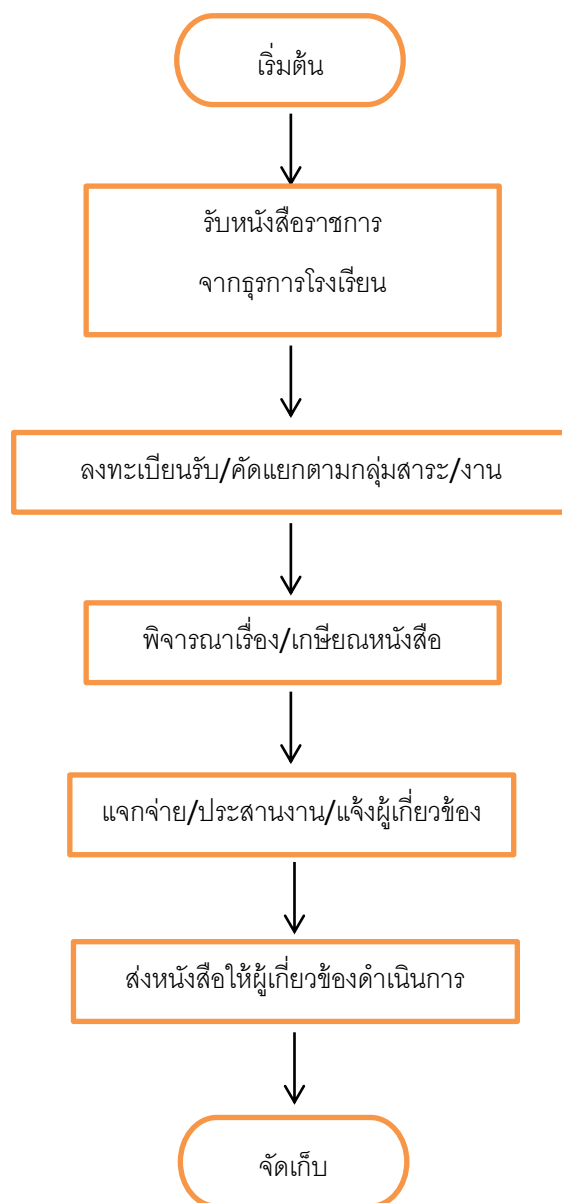 เริ่มต้น
รับหนังสือราชการ
จากธุรการโรงเรียน
ลงทะเบียนรับ/คัดแยกตามกลุ่มสาระ/งาน
พิจารณาเรื่อง/เกษียณหนังสือ
แจกจ่าย/ประสานงาน/แจ้งผู้เกี่ยวข้อง
ส่งหนังสือให้ผู้เกี่ยวข้องดำเนินการ
จัดเก็บ